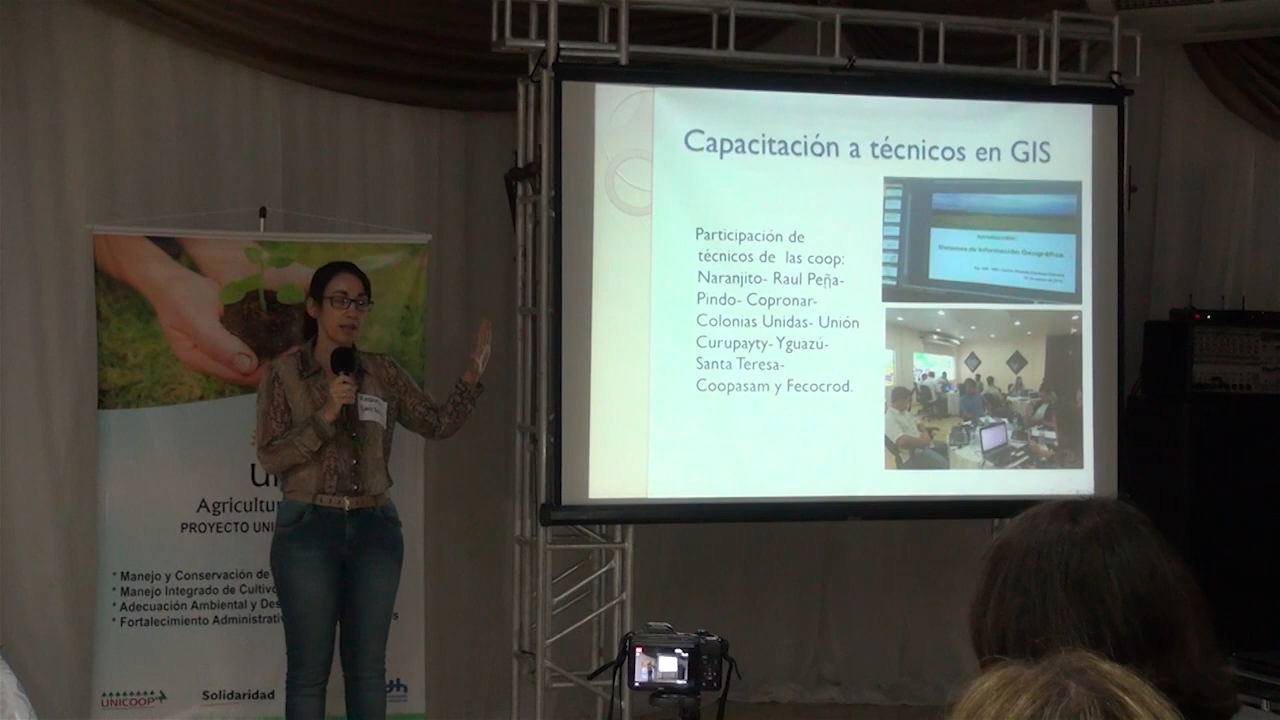 Capacitación a técnicos en GIS
Participación de
técnicos de las coop:
Naranjito- Raul Peña-
Pindo- Copronar-
Colonias Unidas- Unión
Curupayty- Yguazú-
Santa Teresa-
Coopasam y Fecocrod.
Sistemas de Información Geográfica
Agricultur
PROYECTO UNI
* Manejo y Conservación de
* Manejo Integrado de Cultivo
* Adecuación Ambiental y Des
* Fortalecimiento Administrati
UNICOOP
Solidaridad